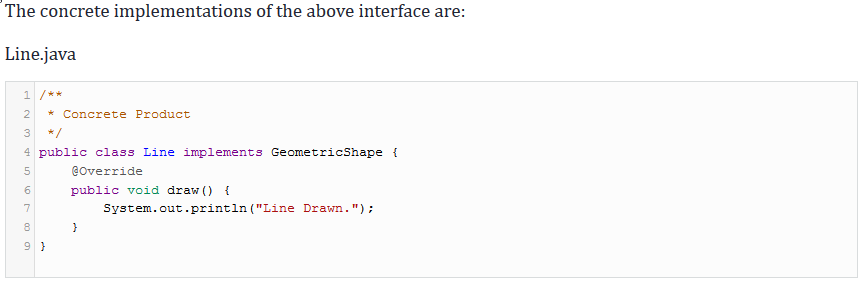 The concrete implementations of the above interface are:
Line.java
1 /**
2  * Concrete Product
3  */
4 public class Line implements GeometricShape {
5     @Override
6     public void draw() {
7         System.out.println("Line Drawn.");
8     }
9 }